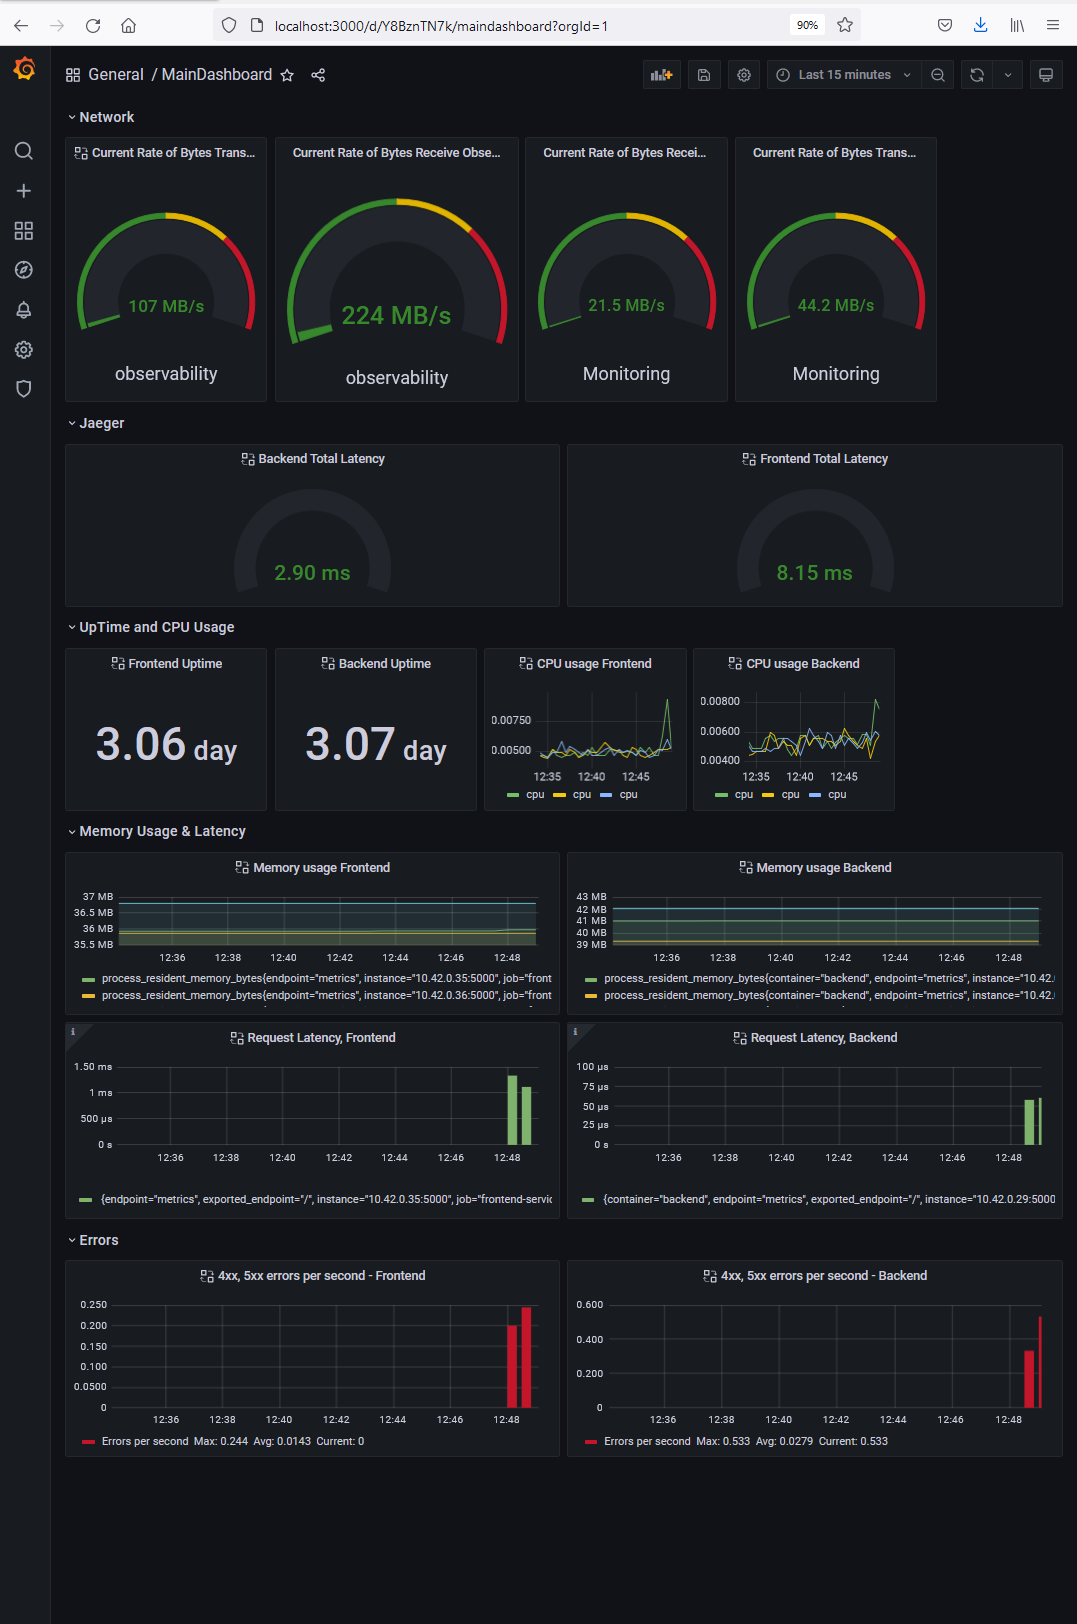 localhost:3000/d/Y8BznTN7k/maindashboard?orgId=1
90%
General / MainDashboard
Last 15 minutes
Network
Current Rate of Bytes Trans...
Current Rate of Bytes Receive Obse...
Current Rate of Bytes Recei...
Current Rate of Bytes Trans...
107 MB/s
224 MB/s
21.5 MB/s
44.2 MB/s
observability
observability
Monitoring
Monitoring
Jaeger
Backend Total Latency
Frontend Total Latency
2.90 ms
8.15 ms
UpTime and CPU Usage
Frontend Uptime
Backend Uptime
CPU usage Frontend
CPU usage Backend
3.06 day
3.07 day
0.00750
0.00500
12:35 12:40 12:45
cpu cpu cpu
0.00800
0.00600
0.00400
12:35 12:40 12:45
cpu cpu cpu
Memory Usage & Latency
Memory usage Frontend
37 MB
36.5 MB
36 MB
35.5 MB
12:36 12:38 12:40 12:42 12:44 12:46 12:48
process_resident_memory_bytes{endpoint="metrics", instance="10.42.0.35:5000", job="front
process_resident_memory_bytes{endpoint="metrics", instance="10.42.0.36:5000", job="front
Memory usage Backend
43 MB
42 MB
41 MB
40 MB
39 MB
12:36 12:38 12:40 12:42 12:44 12:46 12:48
process_resident_memory_bytes{container="backend", endpoint="metrics", instance="10.42.
process_resident_memory_bytes{container="backend", endpoint="metrics", instance="10.42.
i
Request Latency, Frontend
1.50 ms
1 ms
500 µs
0 s
12:36 12:38 12:40 12:42 12:44 12:46 12:48
{endpoint="metrics", exported_endpoint="/", instance="10.42.0.35:5000", job="frontend-servic
i
Request Latency, Backend
100 µs
75 µs
50 µs
25 µs
0 s
12:36 12:38 12:40 12:42 12:44 12:46 12:48
{container="backend", endpoint="metrics", exported_endpoint="/", instance="10.42.0.29:5000
Errors
4xx, 5xx errors per second - Frontend
0.250
0.200
0.150
0.100
0.0500
0
12:36 12:38 12:40 12:42 12:44 12:46 12:48
Errors per second Max: 0.244 Avg: 0.0143 Current: 0
4xx, 5xx errors per second - Backend
0.600
0.400
0.200
0
12:36 12:38 12:40 12:42 12:44 12:46 12:48
Errors per second Max: 0.533 Avg: 0.0279 Current: 0.533